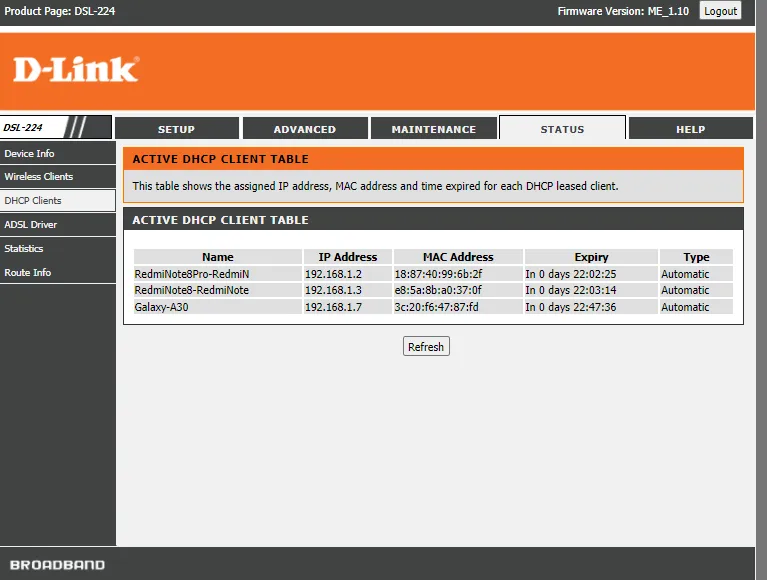 Product Page: DSL-224 Firmware Version: ME_1.10 Logout
D-Link
DSL-224 SETUP ADVANCED MAINTENANCE STATUS HELP
Device Info
Wireless Clients
DHCP Clients
ADSL Driver
Statistics
Route Info
ACTIVE DHCP CLIENT TABLE
This table shows the assigned IP address, MAC address and time expired for each DHCP leased client.
ACTIVE DHCP CLIENT TABLE
Name IP Address MAC Address Expiry Type
RedmiNote8Pro-RedmiN 192.168.1.2 18:87:40:99:6b:2f In 0 days 22:02:25 Automatic
RedmiNote8-RedmiNote 192.168.1.3 e8:5a:8b:a0:37:0f In 0 days 22:03:14 Automatic
Galaxy-A30 192.168.1.7 3c:20:f6:47:87:fd In 0 days 22:47:36 Automatic
Refresh
BROADBAND